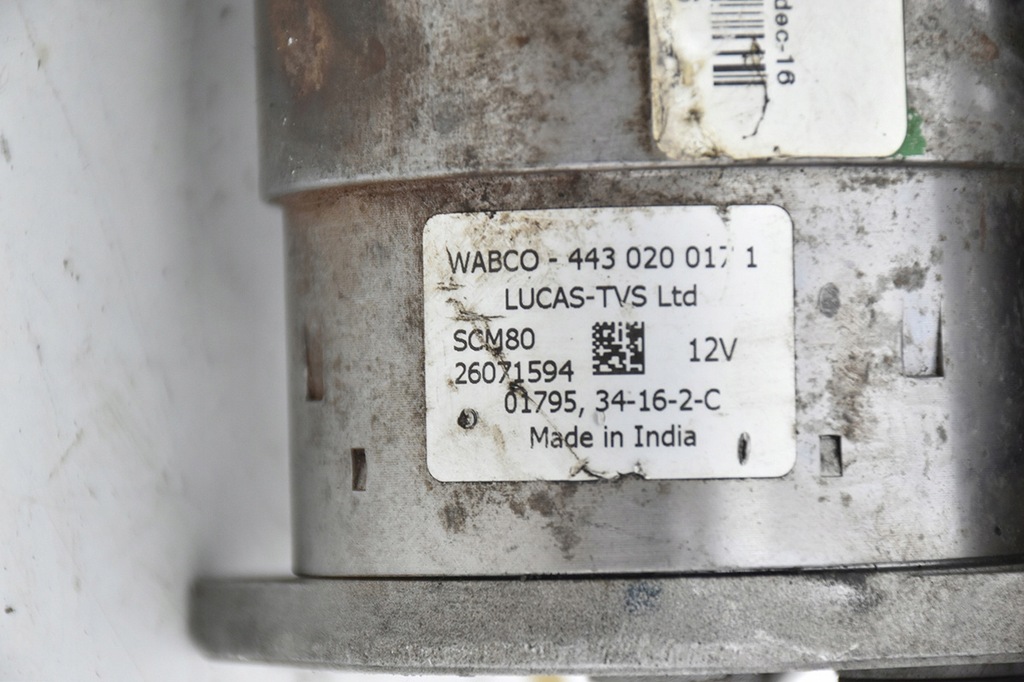 dec-16
WABCO - 443 020 017 1
LUCAS-TVS Ltd
SCM80
12V
26071594
01795, 34-16-2-C
Made in India